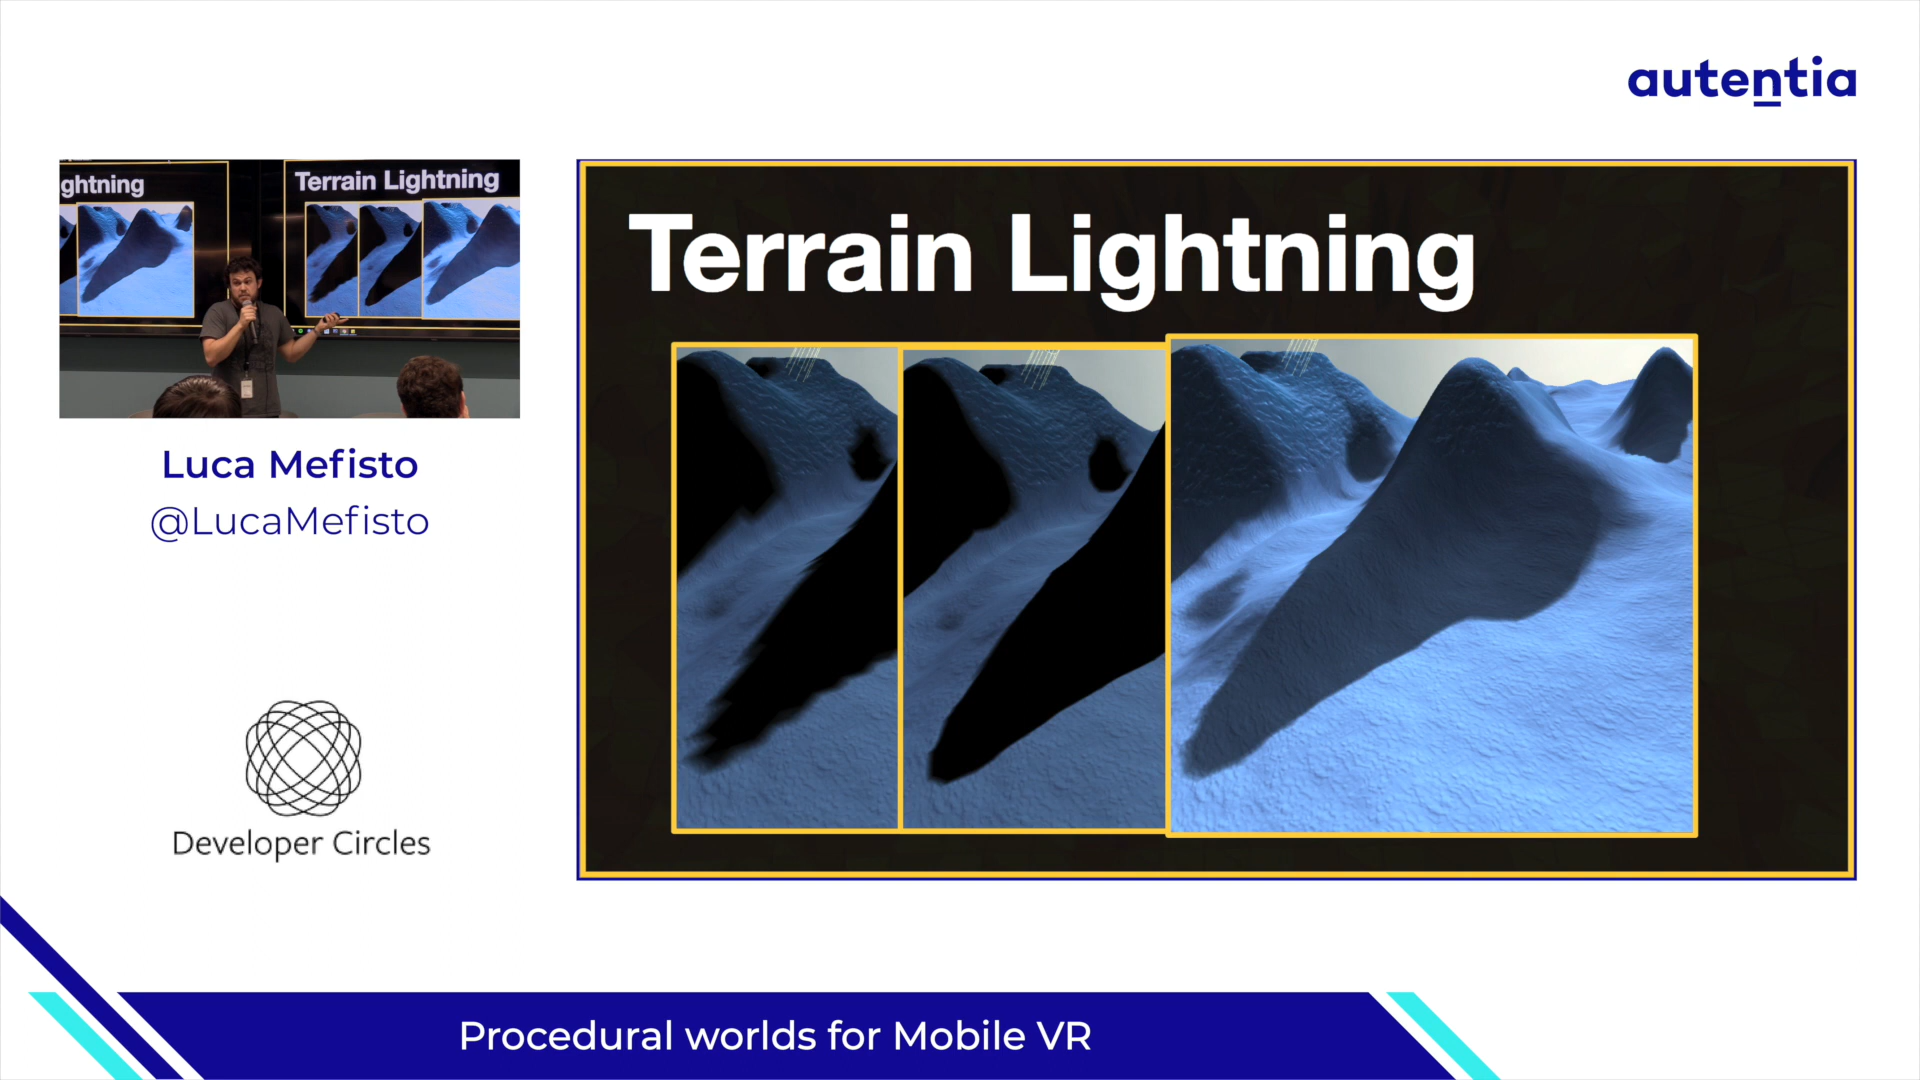 autentia
ghtning
Terrain Lightning
Terrain Lightning
Luca Mefisto
@LucaMefisto
Developer Circles
Procedural worlds for Mobile VR